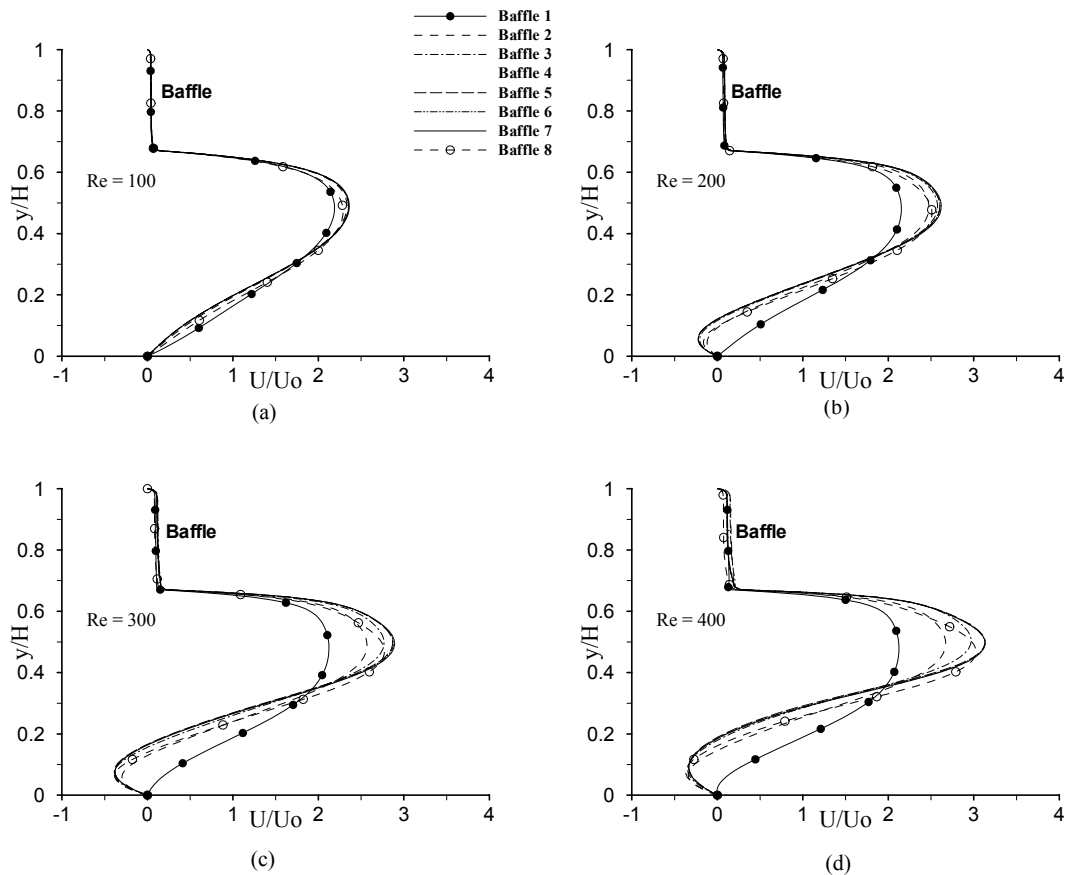 Baffle 1
Baffle 2
Baffle 3
Baffle 4
Baffle 5
Baffle 6
Baffle 7
Baffle 8
1
0.8
0.6
0.4
0.2
0
y/H
Baffle
Re = 100
-1 0 1 2 3 4
U/Uo
(a)
1
0.8
0.6
0.4
0.2
0
y/H
Baffle
Re = 200
-1 0 1 2 3 4
U/Uo
(b)
1
0.8
0.6
0.4
0.2
0
y/H
Baffle
Re = 300
-1 0 1 2 3 4
U/Uo
(c)
1
0.8
0.6
0.4
0.2
0
y/H
Baffle
Re = 400
-1 0 1 2 3 4
U/Uo
(d)